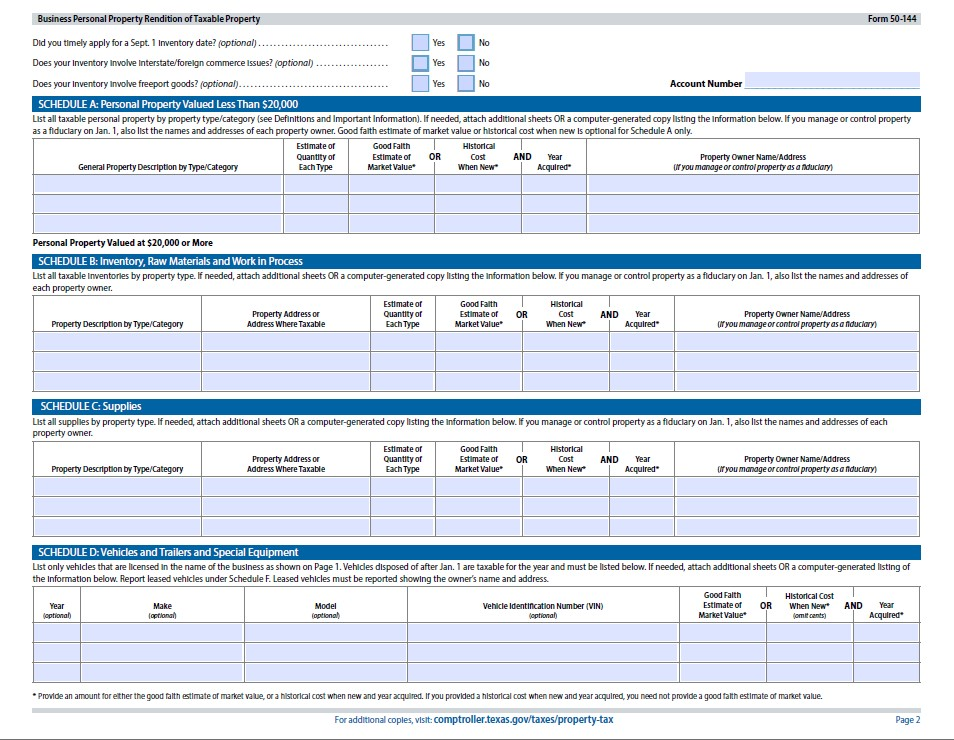 Business Personal Property Rendition of Taxable Property Form 50-144
Did you timely apply for a Sept. 1 inventory date? (optional) . . . . . . . . . . . . . . . . . . . . . . . . . . . . . . . . Yes No
Does your inventory involve interstate/foreign commerce issues? (optional) . . . . . . . . . . . . . . . . . Yes No
Does your inventory involve freeport goods? (optional) . . . . . . . . . . . . . . . . . . . . . . . . . . . . . . . . . . . . Yes No Account Number
SCHEDULE A: Personal Property Valued Less Than $20,000
List all taxable personal property by property type/category (see Definitions and Important Information). If needed, attach additional sheets OR a computer-generated copy listing the information below. If you manage or control property
as a fiduciary on Jan. 1, also list the names and addresses of each property owner. Good faith estimate of market value or historical cost when new is optional for Schedule A only.
General Property Description by Type/Category
Estimate of
Quantity of
Each Type
Good Faith
Estimate of
Market Value*
OR
Historical
Cost
When New*
AND
Year
Acquired*
Property Owner Name/Address
(if you manage or control property as a fiduciary)
Personal Property Valued at $20,000 or More
SCHEDULE B: Inventory, Raw Materials and Work in Process
List all taxable inventories by property type. If needed, attach additional sheets OR a computer-generated copy listing the information below. If you manage or control property as a fiduciary on Jan. 1, also list the names and addresses of
each property owner.
Property Description by Type/Category
Property Address or
Address Where Taxable
Estimate of
Quantity of
Each Type
Good Faith
Estimate of
Market Value*
OR
Historical
Cost
When New*
AND
Year
Acquired*
Property Owner Name/Address
(if you manage or control property as a fiduciary)
SCHEDULE C: Supplies
List all supplies by property type. If needed, attach additional sheets OR a computer-generated copy listing the information below. If you manage or control property as a fiduciary on Jan. 1, also list the names and addresses of each
property owner.
Property Description by Type/Category
Property Address or
Address Where Taxable
Estimate of
Quantity of
Each Type
Good Faith
Estimate of
Market Value*
OR
Historical
Cost
When New*
AND
Year
Acquired*
Property Owner Name/Address
(if you manage or control property as a fiduciary)
SCHEDULE D: Vehicles and Trailers and Special Equipment
List only vehicles that are licensed in the name of the business as shown on Page 1. Vehicles disposed of after Jan. 1 are taxable for the year and must be listed below. If needed, attach additional sheets OR a computer-generated listing of
the information below. Report leased vehicles under Schedule F. Leased vehicles must be reported showing the owner's name and address.
Year
(optional)
Make
(optional)
Model
(optional)
Vehicle Identification Number (VIN)
(optional)
Good Faith
Estimate of
Market Value*
OR
Historical Cost
When New*
(omit cents)
AND
Year
Acquired*
* Provide an amount for either the good faith estimate of market value, or a historical cost when new and year acquired. If you provided a historical cost when new and year acquired, you need not provide a good faith estimate of market value.
For additional copies, visit: comptroller.texas.gov/taxes/property-tax Page 2